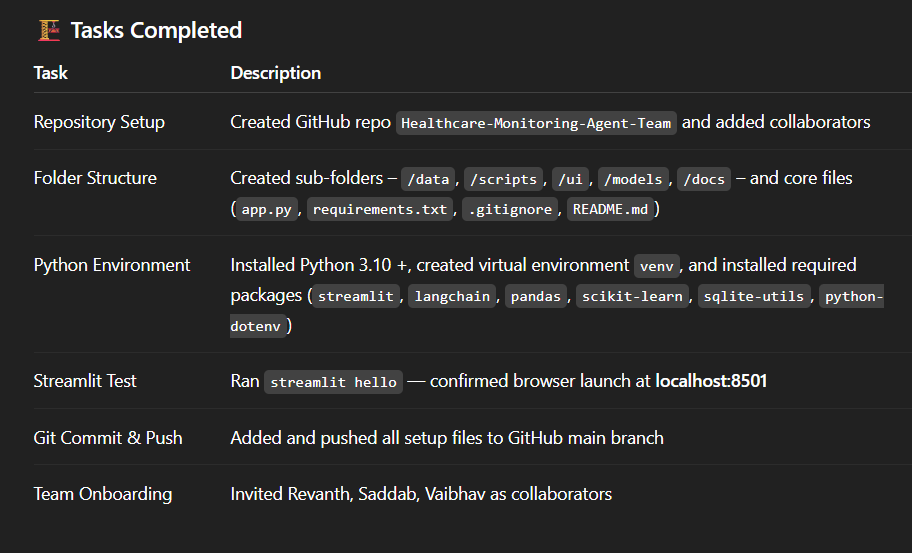 🏗️ Tasks Completed
Task Description
Repository Setup Created GitHub repo Healthcare-Monitoring-Agent-Team and added collaborators
Folder Structure Created sub-folders – /data, /scripts, /ui, /models, /docs – and core files
(app.py, requirements.txt, .gitignore, README.md)
Python Environment Installed Python 3.10 +, created virtual environment venv, and installed required
packages (streamlit, langchain, pandas, scikit-learn, sqlite-utils, python-
dotenv)
Streamlit Test Ran streamlit hello — confirmed browser launch at localhost:8501
Git Commit & Push Added and pushed all setup files to GitHub main branch
Team Onboarding Invited Revanth, Saddab, Vaibhav as collaborators